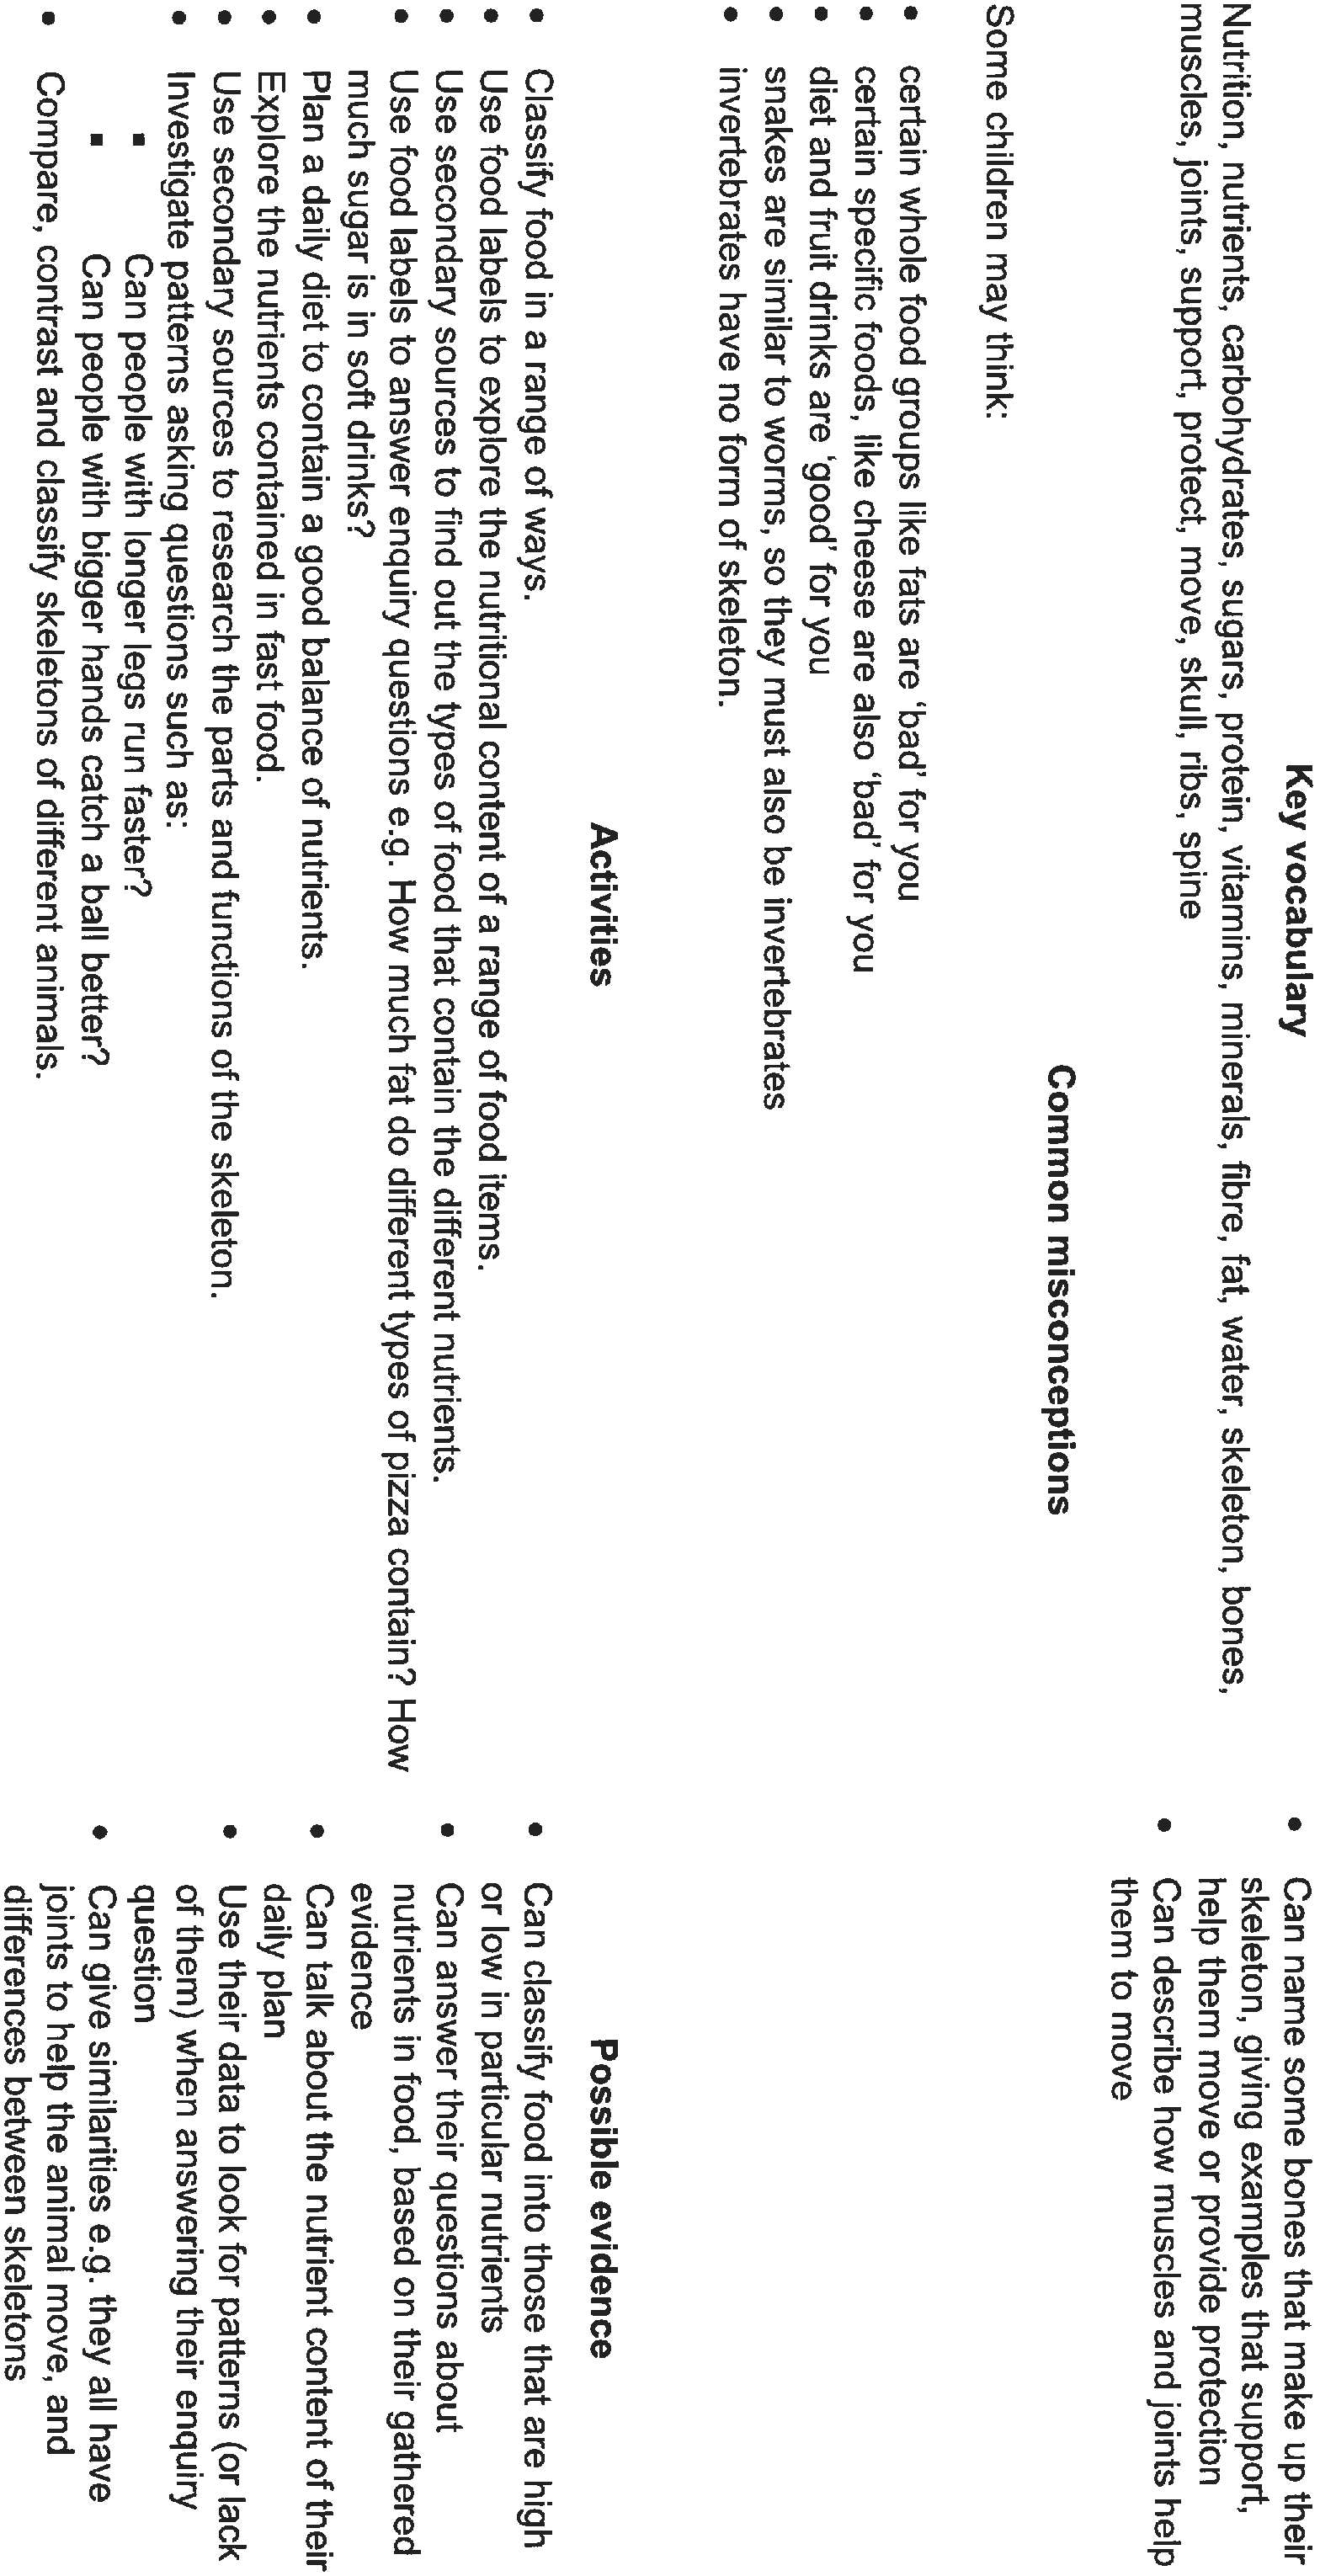 Key vocabulary
Nutrition, nutrients, carbohydrates, sugars, protein, vitamins, minerals, fibre, fat, water, skeleton, bones,
muscles, joints, support, protect, move, skull, ribs, spine
• Can name some bones that make up their
skeleton, giving examples that support,
help them move or provide protection
• Can describe how muscles and joints help
them to move
Common misconceptions
Some children may think:
• certain whole food groups like fats are ‘bad’ for you
• certain specific foods, like cheese are also ‘bad’ for you
• diet and fruit drinks are ‘good’ for you
• snakes are similar to worms, so they must also be invertebrates
• invertebrates have no form of skeleton.
Activities
• Classify food in a range of ways.
• Use food labels to explore the nutritional content of a range of food items.
• Use secondary sources to find out the types of food that contain the different nutrients.
• Use food labels to answer enquiry questions e.g. How much fat do different types of pizza contain? How
much sugar is in soft drinks?
• Plan a daily diet to contain a good balance of nutrients.
• Explore the nutrients contained in fast food.
• Use secondary sources to research the parts and functions of the skeleton.
• Investigate patterns asking questions such as:
▪ Can people with longer legs run faster?
▪ Can people with bigger hands catch a ball better?
• Compare, contrast and classify skeletons of different animals.
Possible evidence
• Can classify food into those that are high
or low in particular nutrients
• Can answer their questions about
nutrients in food, based on their gathered
evidence
• Can talk about the nutrient content of their
daily plan
• Use their data to look for patterns (or lack
of them) when answering their enquiry
question
• Can give similarities e.g. they all have
joints to help the animal move, and
differences between skeletons